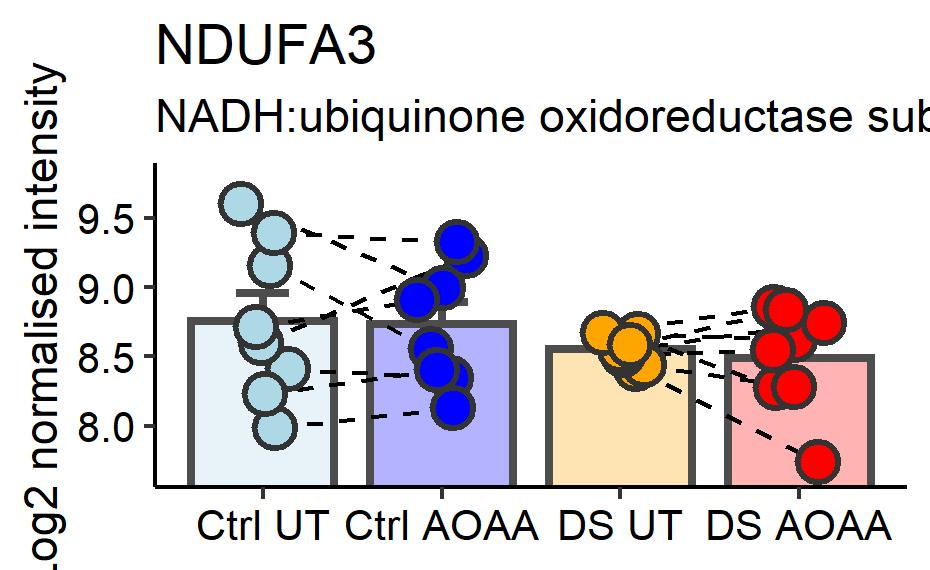 NDUFA3
NADH:ubiquinone oxidoreductase sub
log2 normalised intensity
9.5
9.0
8.5
8.0
Ctrl UT Ctrl AOAA DS UT DS AOAA